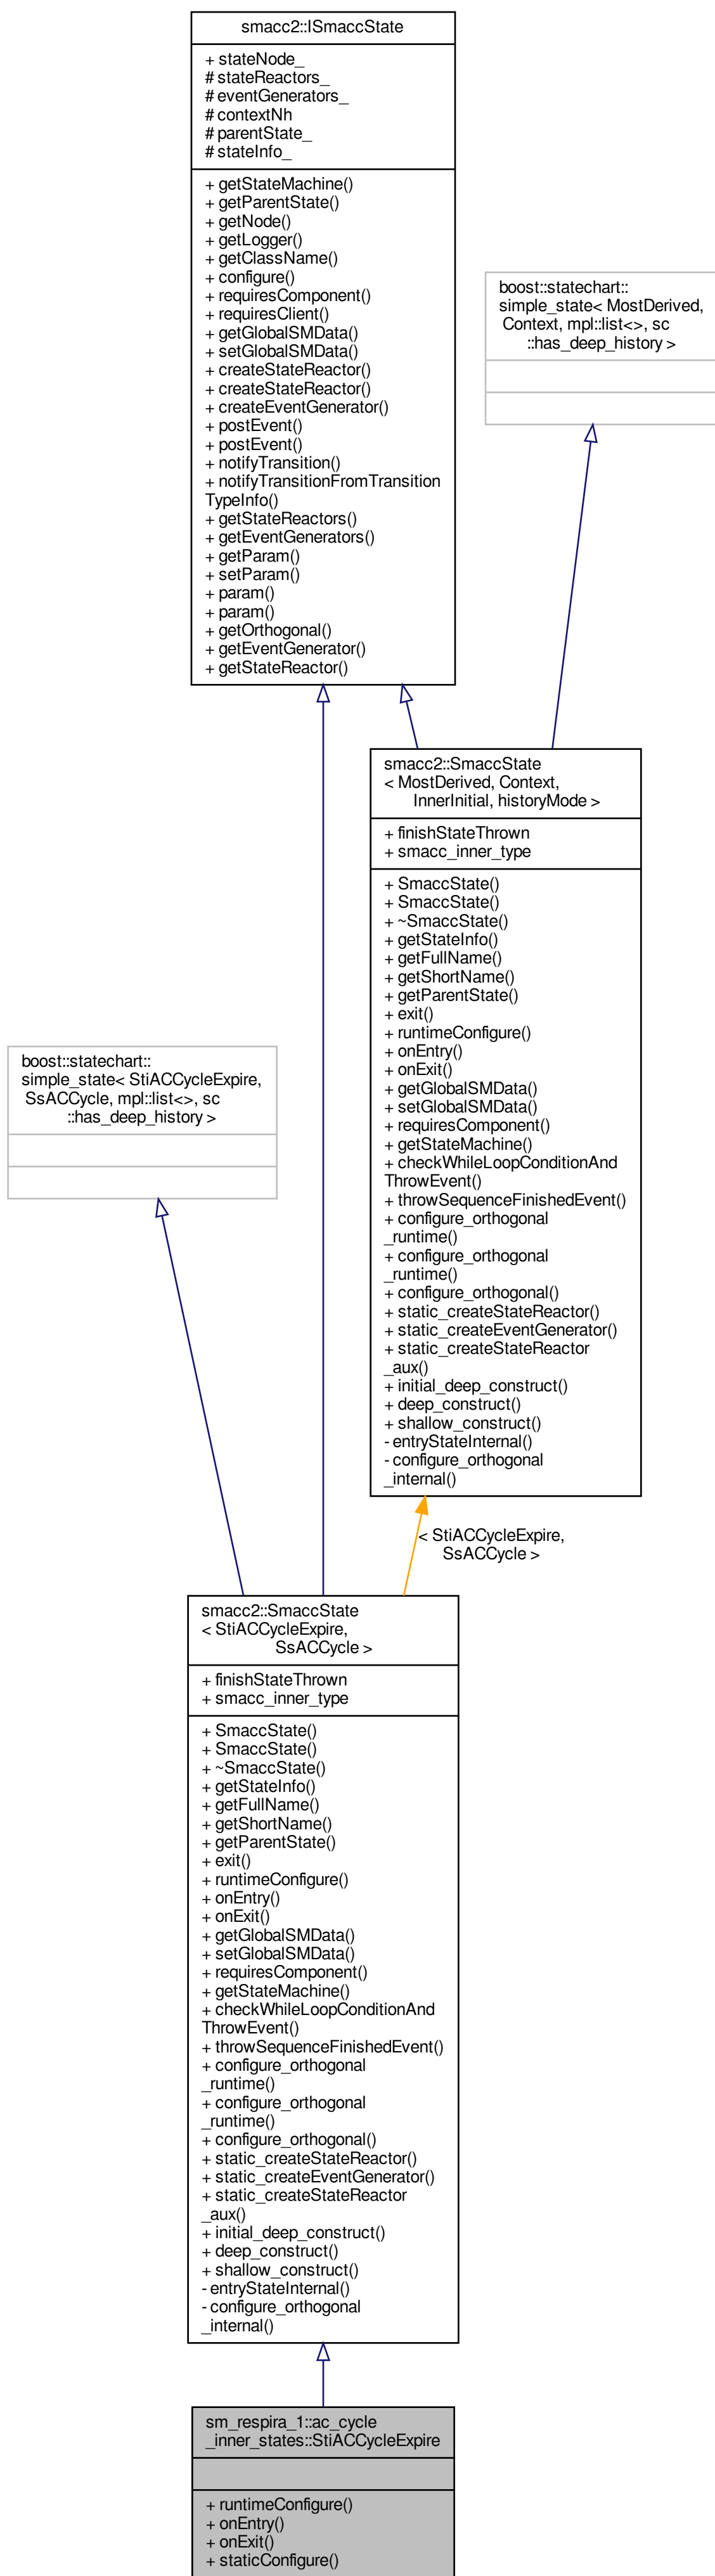 smacc2::ISmaccState
+ stateNode_
# stateReactors_
# eventGenerators_
# contextNh
# parentState_
# stateInfo_
+ getStateMachine()
+ getParentState()
+ getNode()
+ getLogger()
+ getClassName()
+ configure()
+ requiresComponent()
+ requiresClient()
+ getGlobalSMData()
+ setGlobalSMData()
+ createStateReactor()
+ createStateReactor()
+ createEventGenerator()
+ postEvent()
+ postEvent()
+ notifyTransition()
+ notifyTransitionFromTransition
TypeInfo()
+ getStateReactors()
+ getEventGenerators()
+ getParam()
+ setParam()
+ param()
+ param()
+ getOrthogonal()
+ getEventGenerator()
+ getStateReactor()
boost::statechart::
simple_state< MostDerived,
Context, mpl::list<>, sc
::has_deep_history >
smacc2::SmaccState
< MostDerived, Context,
InnerInitial, historyMode >
+ finishStateThrown
+ smacc_inner_type
+ SmaccState()
+ SmaccState()
+ ~SmaccState()
+ getStateInfo()
+ getFullName()
+ getShortName()
+ getParentState()
+ exit()
+ runtimeConfigure()
+ onEntry()
+ onExit()
+ getGlobalSMData()
+ setGlobalSMData()
+ requiresComponent()
+ getStateMachine()
+ checkWhileLoopConditionAnd
ThrowEvent()
+ throwSequenceFinishedEvent()
+ configure_orthogonal
_runtime()
+ configure_orthogonal
_runtime()
+ configure_orthogonal()
+ static_createStateReactor()
+ static_createEventGenerator()
+ static_createStateReactor
_aux()
+ initial_deep_construct()
+ deep_construct()
+ shallow_construct()
- entryStateInternal()
- configure_orthogonal
_internal()
boost::statechart::
simple_state< StiACCycleExpire,
SsACCycle, mpl::list<>, sc
::has_deep_history >
< StiACCycleExpire,
SsACCycle >
smacc2::SmaccState
< StiACCycleExpire,
SsACCycle >
+ finishStateThrown
+ smacc_inner_type
+ SmaccState()
+ SmaccState()
+ ~SmaccState()
+ getStateInfo()
+ getFullName()
+ getShortName()
+ getParentState()
+ exit()
+ runtimeConfigure()
+ onEntry()
+ onExit()
+ getGlobalSMData()
+ setGlobalSMData()
+ requiresComponent()
+ getStateMachine()
+ checkWhileLoopConditionAnd
ThrowEvent()
+ throwSequenceFinishedEvent()
+ configure_orthogonal
_runtime()
+ configure_orthogonal
_runtime()
+ configure_orthogonal()
+ static_createStateReactor()
+ static_createEventGenerator()
+ static_createStateReactor
_aux()
+ initial_deep_construct()
+ deep_construct()
+ shallow_construct()
- entryStateInternal()
- configure_orthogonal
_internal()
sm_respira_1::ac_cycle
_inner_states::StiACCycleExpire
+ runtimeConfigure()
+ onEntry()
+ onExit()
+ staticConfigure()